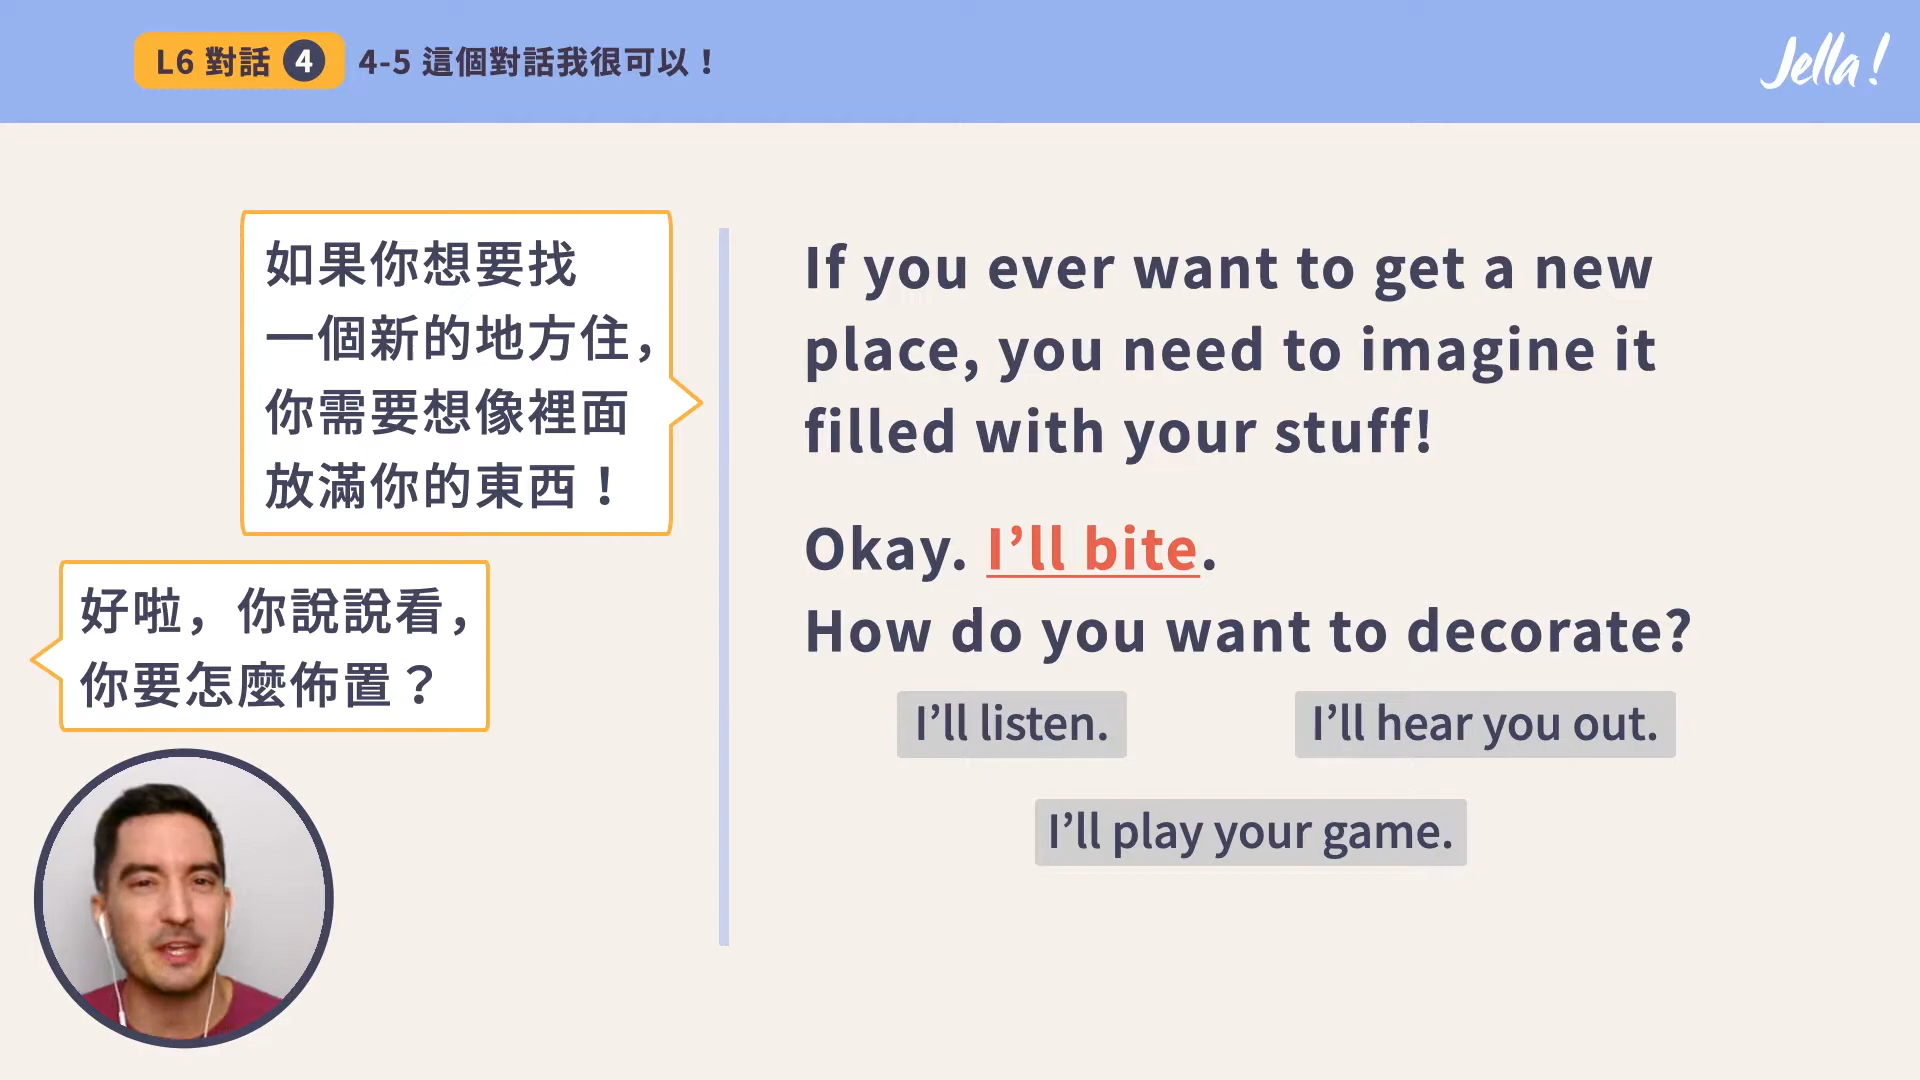 L6 對話 4 4-5 這個對話我很可以！
Jella!
如果你想要找
一個新的地方住，
你需要想像裡面
放滿你的東西！
好啦，你說說看，
你要怎麼佈置？
If you ever want to get a new
place, you need to imagine it
filled with your stuff!
Okay. I’ll bite.
How do you want to decorate?
I’ll listen.
I’ll hear you out.
I’ll play your game.